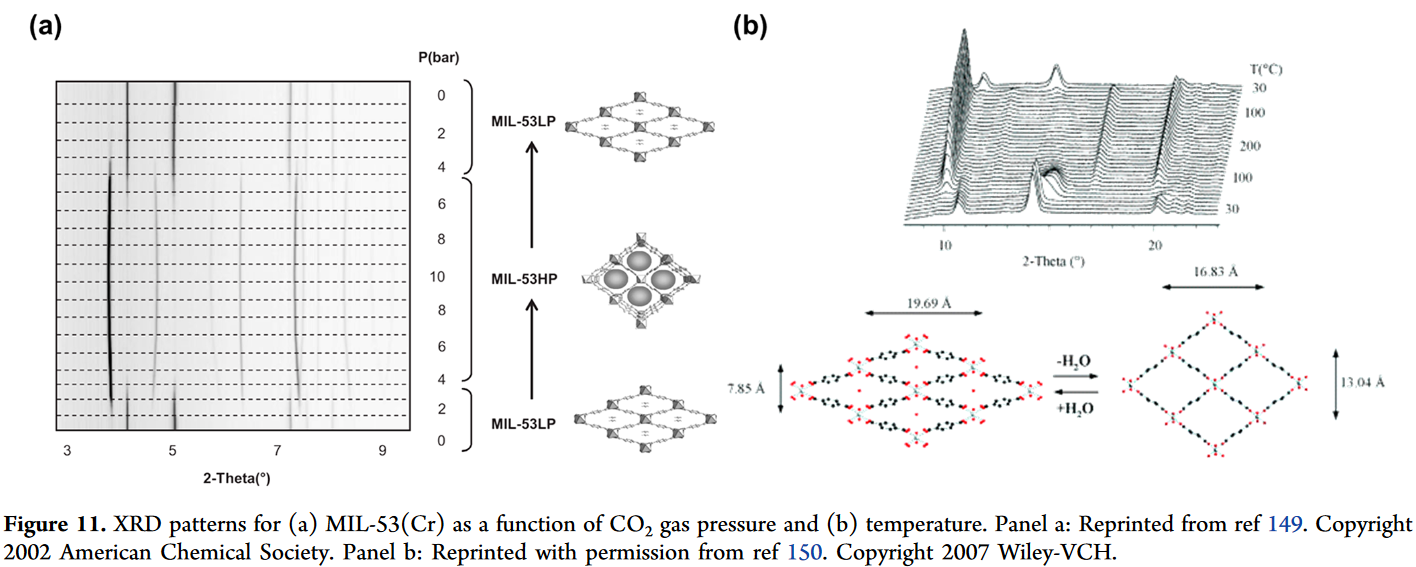 (a)
P(bar)
0
2
4
6
8
10
8
6
4
2
0
MIL-53LP
MIL-53HP
MIL-53LP
3 5 7 9
2-Theta(°)
(b)
T(°C)
30
100
200
100
30
10 20
2-Theta (°)
19.69 Å
7.85 Å
-H₂O
+H₂O
16.83 Å
13.04 Å
Figure 11. XRD patterns for (a) MIL-53(Cr) as a function of CO₂ gas pressure and (b) temperature. Panel a: Reprinted from ref 149. Copyright
2002 American Chemical Society. Panel b: Reprinted with permission from ref 150. Copyright 2007 Wiley-VCH.